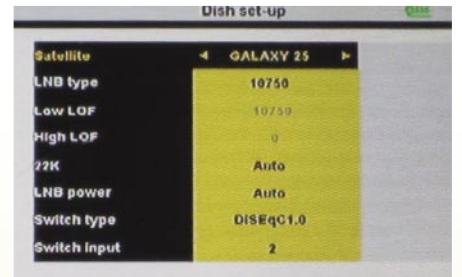 Dish set-up
Satellite ◄ GALAXY 25 ►
LNB type 10750
Low LOF 10750
High LOF 0
22K Auto
LNB power Auto
Switch type DISEqC1.0
Switch input 2